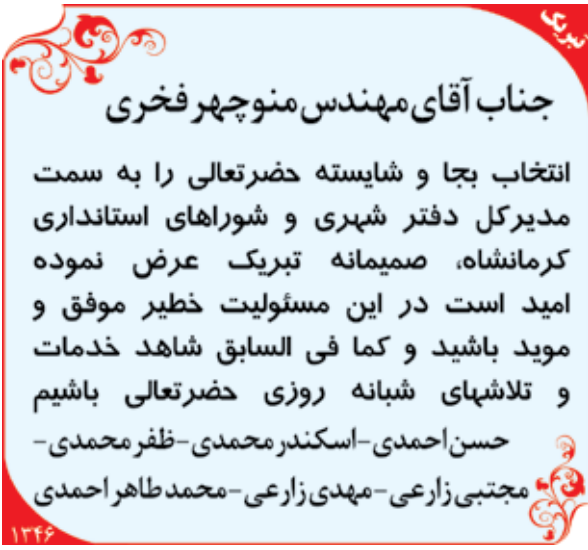 تبریک
جناب آقای مهندس منوچهر فخری
انتخاب بجا و شایسته حضرتعالی را به سمت
مدیرکل دفتر شهری و شوراهای استانداری
کرمانشاه، صمیمانه تبریک عرض نموده
امید است در این مسئولیت خطیر موفق و
موید باشید و کما فی السابق شاهد خدمات
و تلاشهای شبانه روزی حضرتعالی باشیم
حسن احمدی-اسکندر محمدی-ظفر محمدی-
مجتبی زارعی-مهدی زارعی-محمد طاهر احمدی
۱۳۴۶